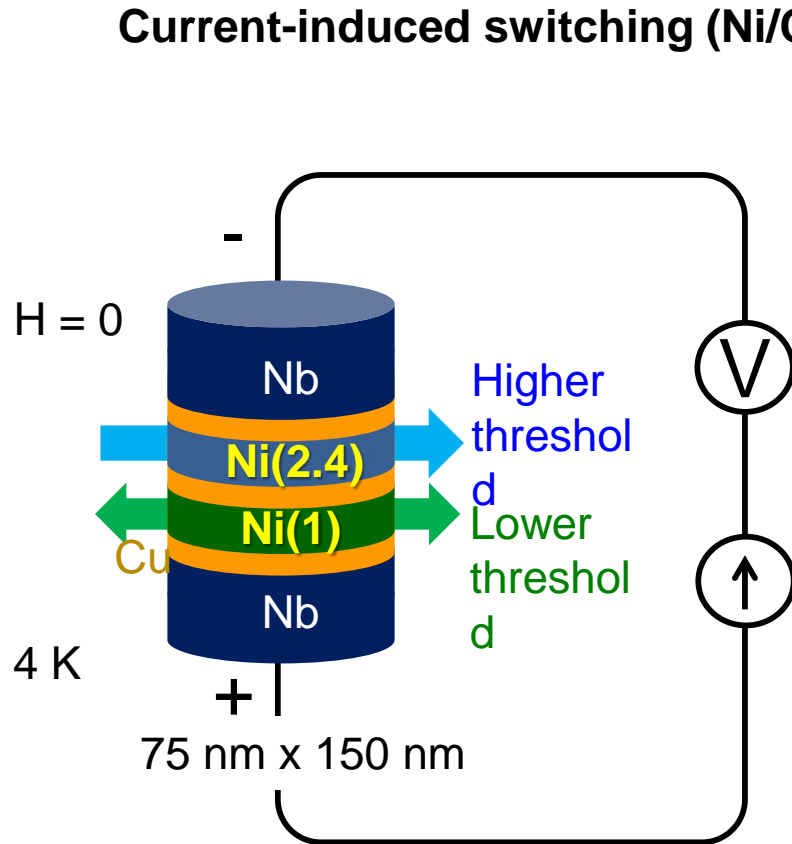 Current-induced switching (Ni/C
-
H = 0
Nb
Higher
threshol
d
V
Ni(2.4)
Ni(1)
Lower
threshol
d
Cu
Nb
4 K
+
75 nm x 150 nm